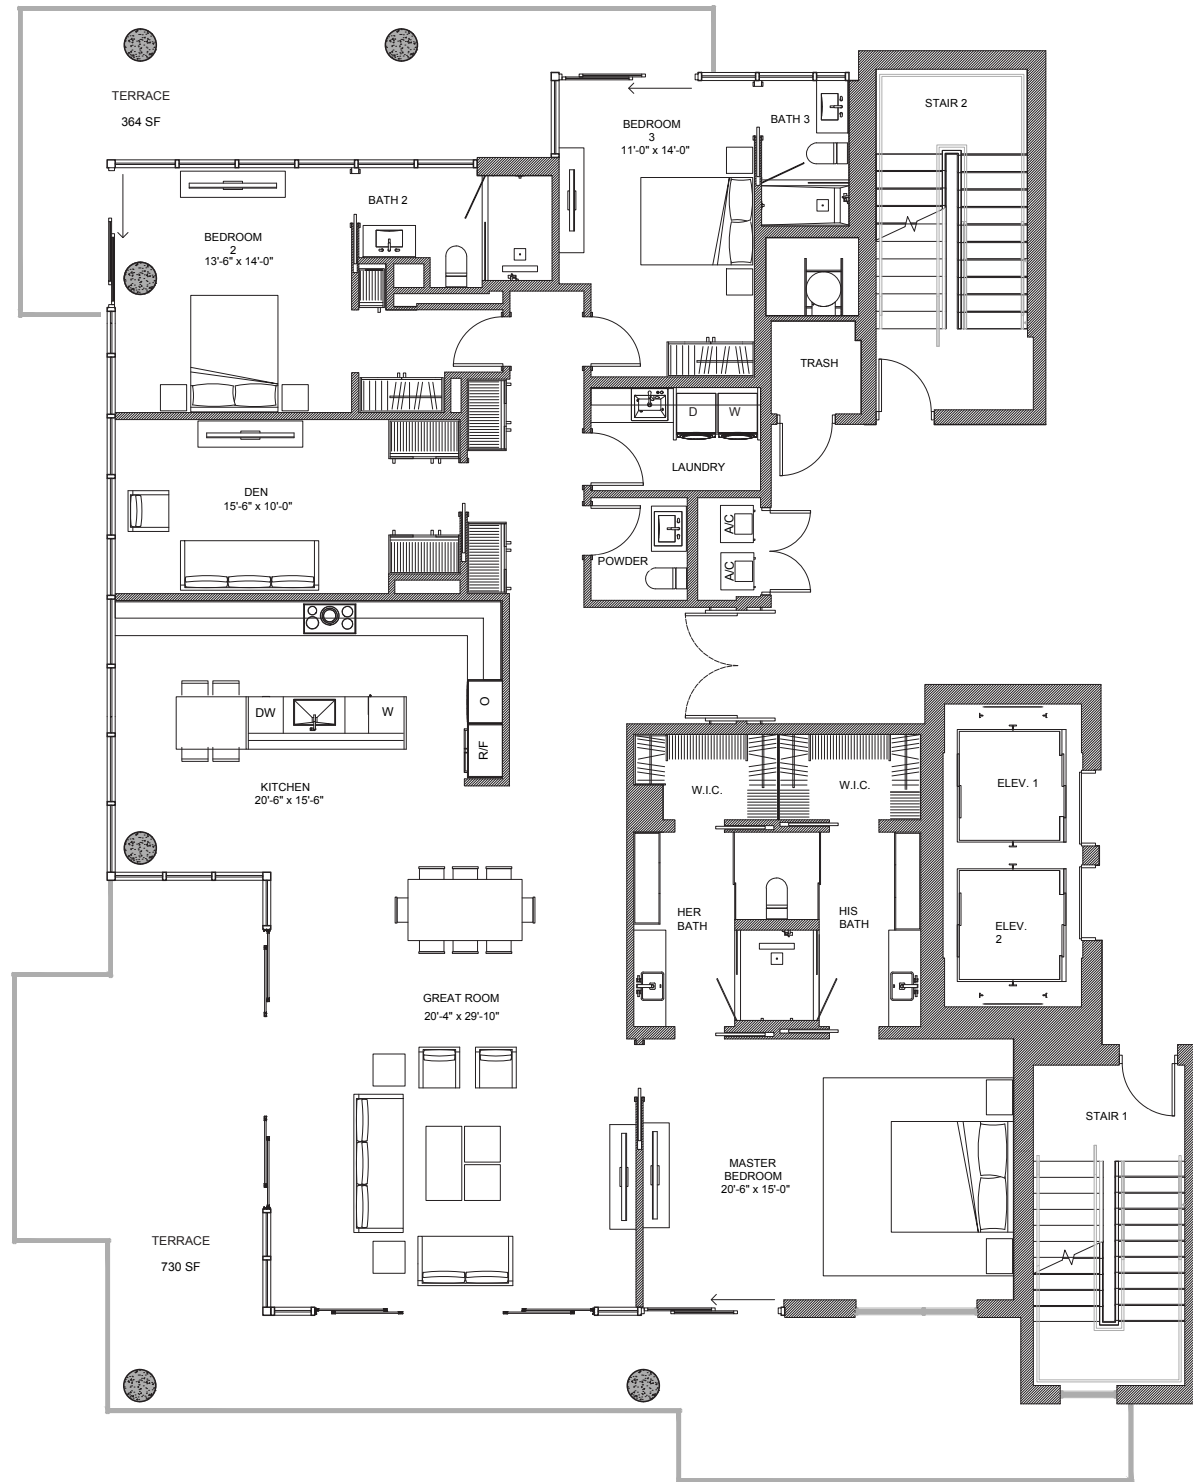 TERRACE
364 SF
STAIR 2
BEDROOM
3
11'-0" x 14'-0"
BATH 3
BATH 2
BEDROOM
2
13'-6" x 14'-0"
TRASH
D
W
LAUNDRY
DEN
15'-6" x 10'-0"
A/C
POWDER
A/C
DW
W
O
R/F
KITCHEN
20'-6" x 15'-6"
W.I.C.
W.I.C.
ELEV. 1
HER
BATH
HIS
BATH
ELEV.
2
GREAT ROOM
20'-4" x 29'-10"
STAIR 1
MASTER
BEDROOM
20'-6" x 15'-0"
TERRACE
730 SF